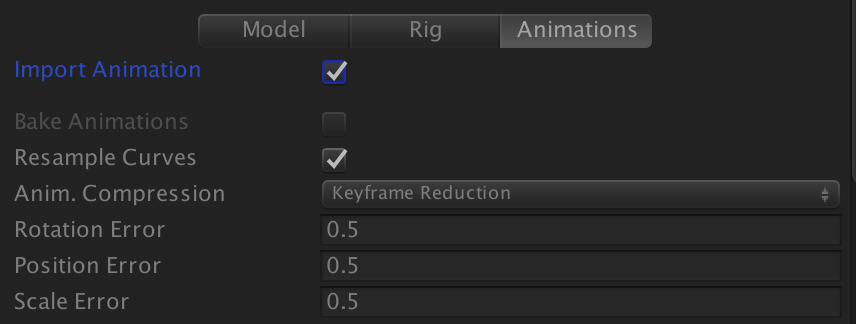 Model Rig Animations
Import Animation
Bake Animations
Resample Curves
Anim. Compression Keyframe Reduction
Rotation Error 0.5
Position Error 0.5
Scale Error 0.5